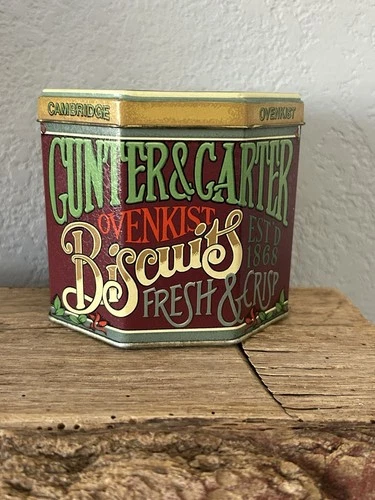 CAMBRIDGE OVENKIST
GUNTER & CARTER
OVENKIST
Biscuits
EST'D
1868
FRESH & CRISP